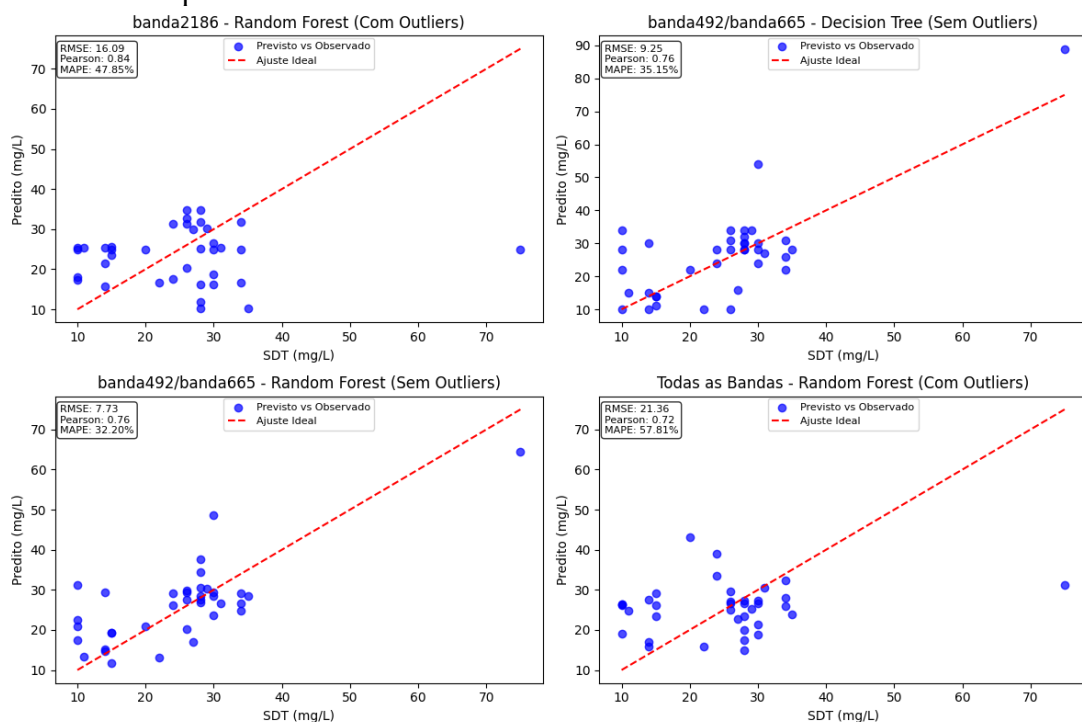 banda2186 - Random Forest (Com Outliers)
RMSE: 16.09
Pearson: 0.84
MAPE: 47.85%
Previsto vs Observado
Ajuste Ideal
Predito (mg/L)
70
60
50
40
30
20
10
10 20 30 40 50 60 70
SDT (mg/L)
banda492/banda665 - Decision Tree (Sem Outliers)
RMSE: 9.25
Pearson: 0.76
MAPE: 35.15%
Previsto vs Observado
Ajuste Ideal
Predito (mg/L)
90
80
70
60
50
40
30
20
10
10 20 30 40 50 60 70
SDT (mg/L)
banda492/banda665 - Random Forest (Sem Outliers)
RMSE: 7.73
Pearson: 0.76
MAPE: 32.20%
Previsto vs Observado
Ajuste Ideal
Predito (mg/L)
70
60
50
40
30
20
10
10 20 30 40 50 60 70
SDT (mg/L)
Todas as Bandas - Random Forest (Com Outliers)
RMSE: 21.36
Pearson: 0.72
MAPE: 57.81%
Previsto vs Observado
Ajuste Ideal
Predito (mg/L)
70
60
50
40
30
20
10
10 20 30 40 50 60 70
SDT (mg/L)